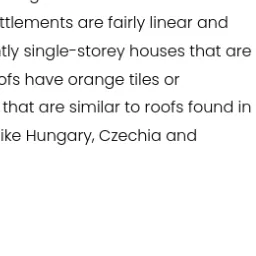 ttlements are fairly linear and
tly single-storey houses that are
ofs have orange tiles or
that are similar to roofs found in
ike Hungary, Czechia and